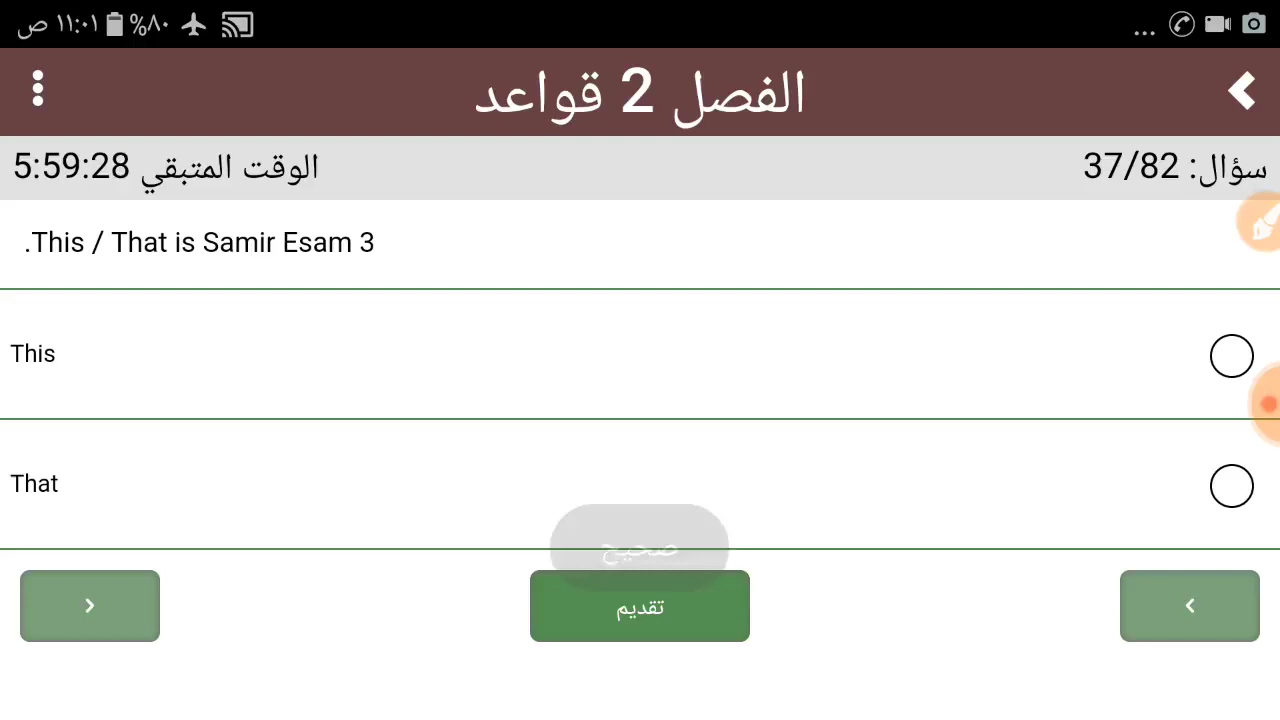 ص ١١:٠١ %٨٠ ...
الفصل 2 قواعد
سؤال: 37/82 الوقت المتبقي 5:59:28
.This / That is Samir Esam 3
This
That
صحيح
< تقديم >